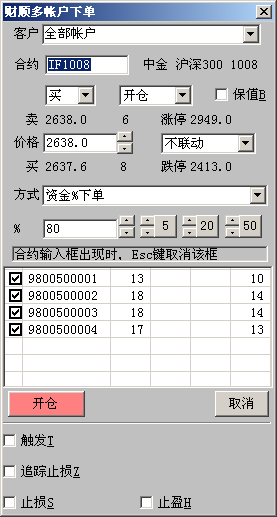 财顺多帐户下单
客户 全部帐户
合约 IF1008 中金 沪深300 1008
买 开仓 保值B
卖 2638.0 6 涨停 2949.0
价格 2638.0 不联动
买 2637.6 8 跌停 2413.0
方式 资金%下单
% 80 5 20 50
合约输入框出现时, Esc键取消该框
9800500001 13 10
9800500002 18 14
9800500003 18 14
9800500004 17 13
开仓 取消
触发T
追踪止损Z
止损S 止盈H